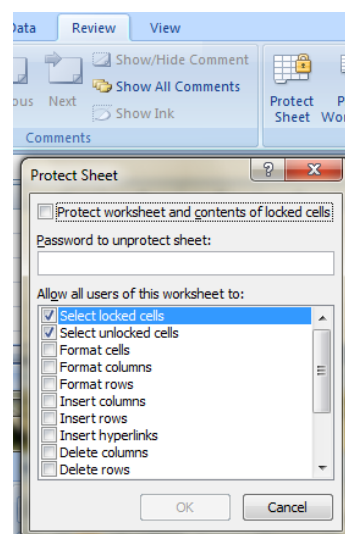 Data Review View
Show/Hide Comment
Show All Comments
Next
Show Ink
Protect
Sheet
Comments
Protect Sheet
Protect worksheet and contents of locked cells
Password to unprotect sheet:
Allow all users of this worksheet to:
Select locked cells
Select unlocked cells
Format cells
Format columns
Format rows
Insert columns
Insert rows
Insert hyperlinks
Delete columns
Delete rows
OK Cancel